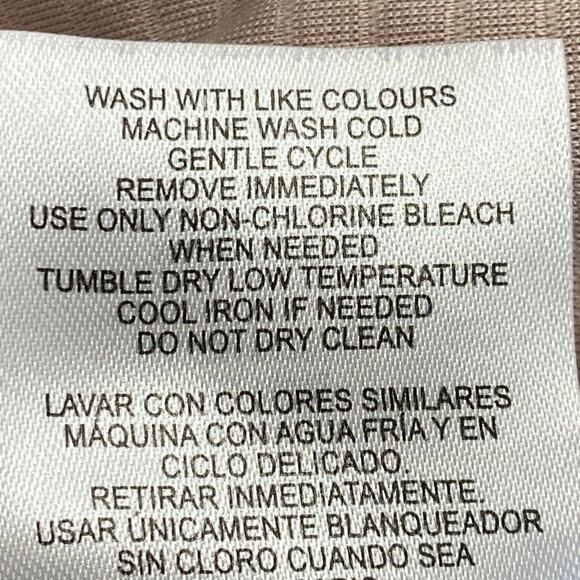 WASH WITH LIKE COLOURS
MACHINE WASH COLD
GENTLE CYCLE
REMOVE IMMEDIATELY
USE ONLY NON-CHLORINE BLEACH
WHEN NEEDED
TUMBLE DRY LOW TEMPERATURE
COOL IRON IF NEEDED
DO NOT DRY CLEAN
LAVAR CON COLORES SIMILARES
MÁQUINA CON AGUA FRÍA Y EN
CICLO DELICADO.
RETIRAR INMEDIATAMENTE.
USAR ÚNICAMENTE BLANQUEADOR
SIN CLORO CUANDO SEA